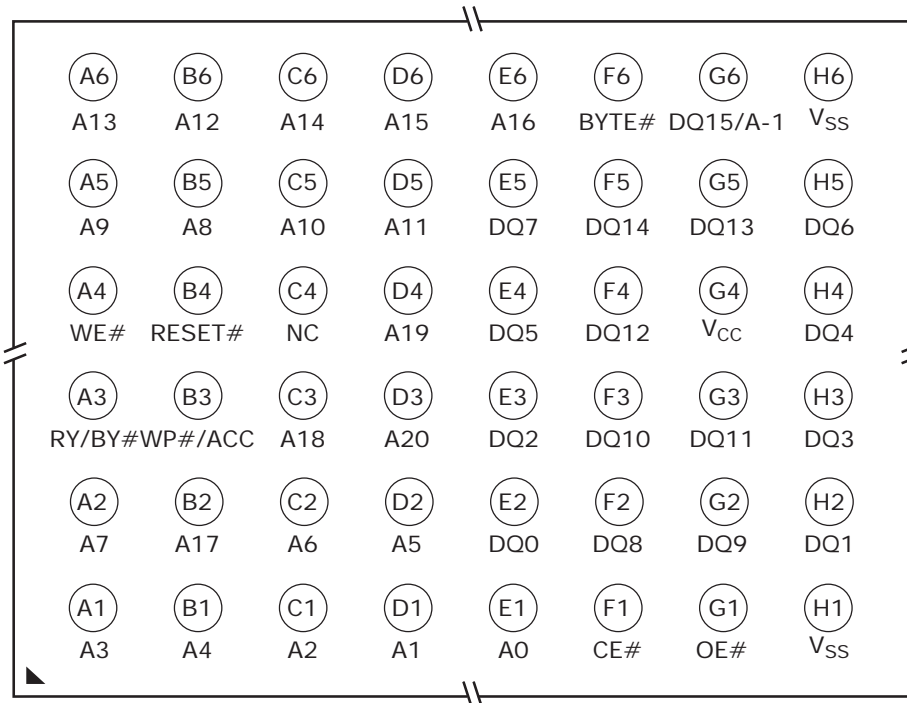 A6 B6 C6 D6 E6 F6 G6 H6
A13 A12 A14 A15 A16 BYTE# DQ15/A-1 VSS
A5 B5 C5 D5 E5 F5 G5 H5
A9 A8 A10 A11 DQ7 DQ14 DQ13 DQ6
A4 B4 C4 D4 E4 F4 G4 H4
WE# RESET# NC A19 DQ5 DQ12 VCC DQ4
A3 B3 C3 D3 E3 F3 G3 H3
RY/BY# WP#/ACC A18 A20 DQ2 DQ10 DQ11 DQ3
A2 B2 C2 D2 E2 F2 G2 H2
A7 A17 A6 A5 DQ0 DQ8 DQ9 DQ1
A1 B1 C1 D1 E1 F1 G1 H1
A3 A4 A2 A1 A0 CE# OE# VSS